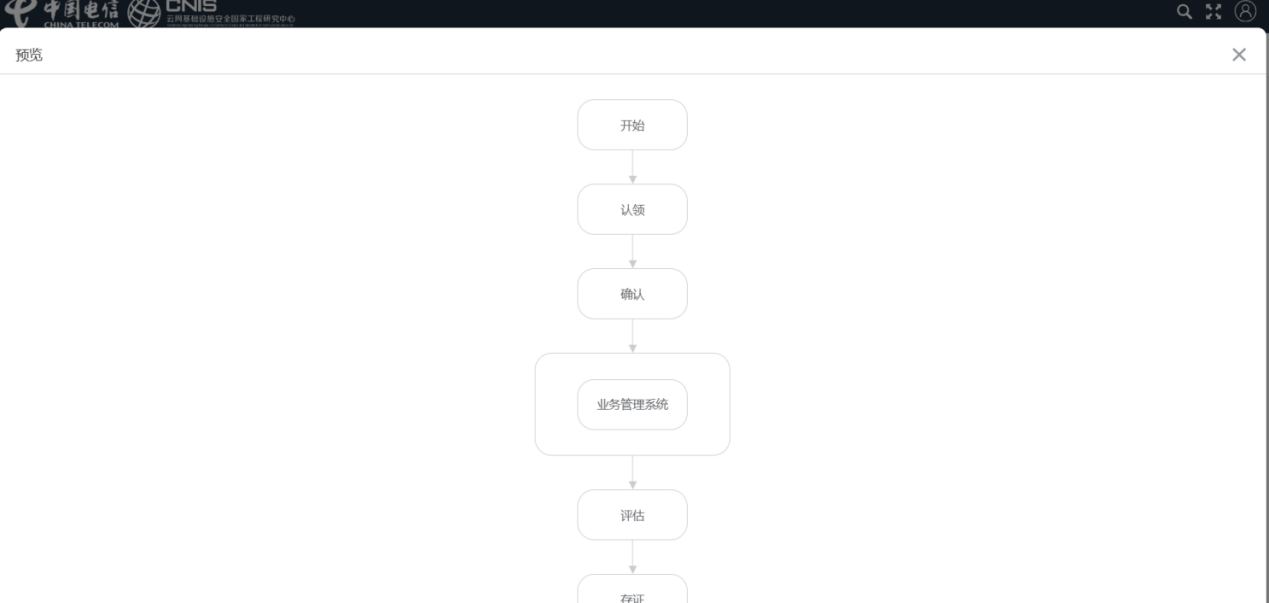 中国电信
CHINA TELECOM
CNIS
云网基础设施安全国家工程研究中心
预览
开始
认领
确认
业务管理系统
评估
存证